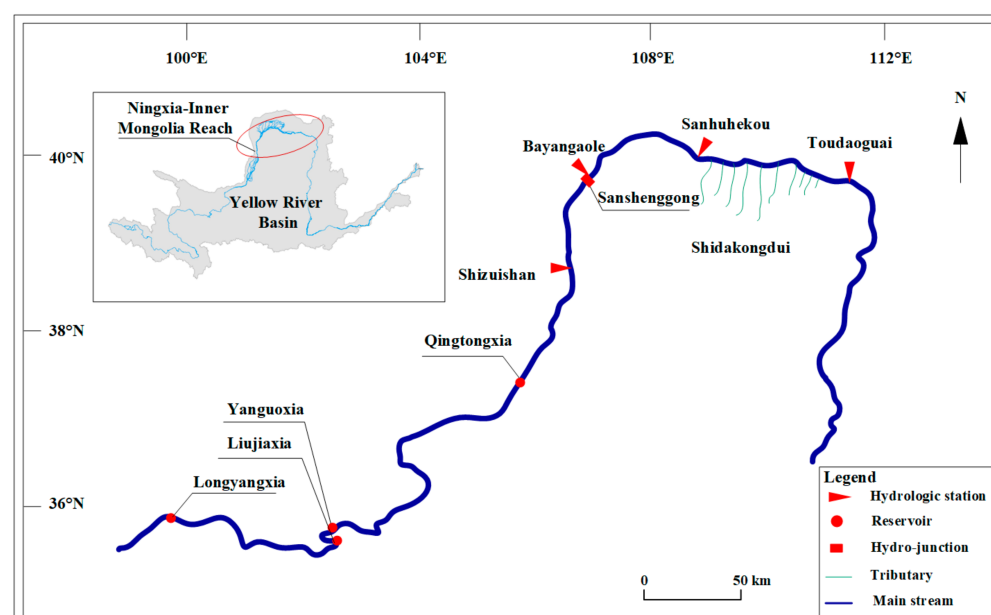 100°E
104°E
108°E
112°E
N
Ningxia-Inner
Mongolia Reach
Yellow River
Basin
40°N
38°N
36°N
Sanhuhekou
Bayangaole
Toudaoguai
Sanshenggong
Shidakongdui
Shizuishan
Qingtongxia
Yanguoxia
Liujiaxia
Longyangxia
Legend
Hydrologic station
Reservoir
Hydro-junction
Tributary
Main stream
0 50 km